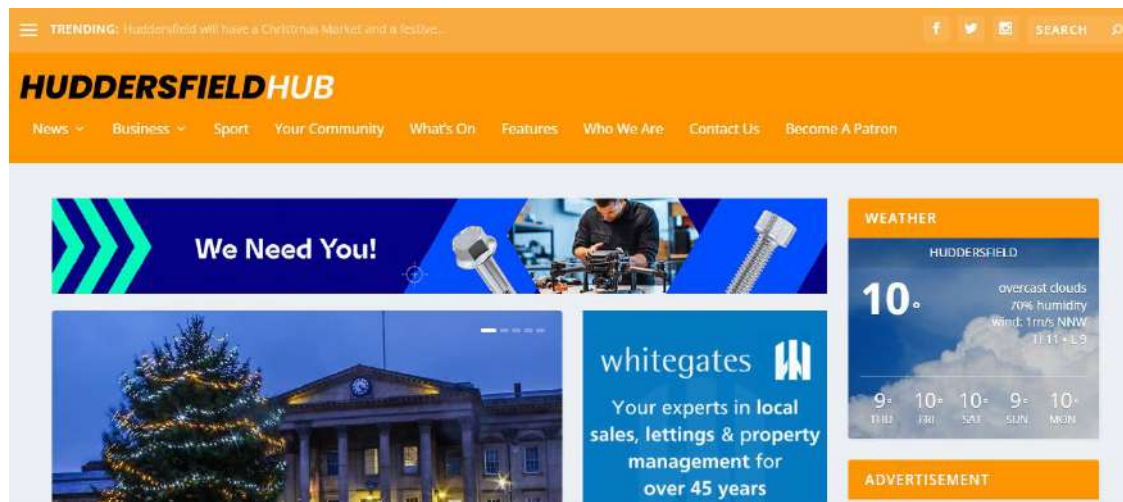 TRENDING: Huddersfield will have a Christmas Market and a festive...
SEARCH
HUDDERSFIELDHUB
News Business Sport Your Community What's On Features Who We Are Contact Us Become A Patron
We Need You!
WEATHER
HUDDERSFIELD
10°
overcast clouds
70% humidity
wind: 1m/s NNW
H 11 • L 9
9° 10° 10° 9° 10°
THU FRI SAT SUN MON
whitegates
Your experts in local
sales, lettings & property
management for
over 45 years
ADVERTISEMENT